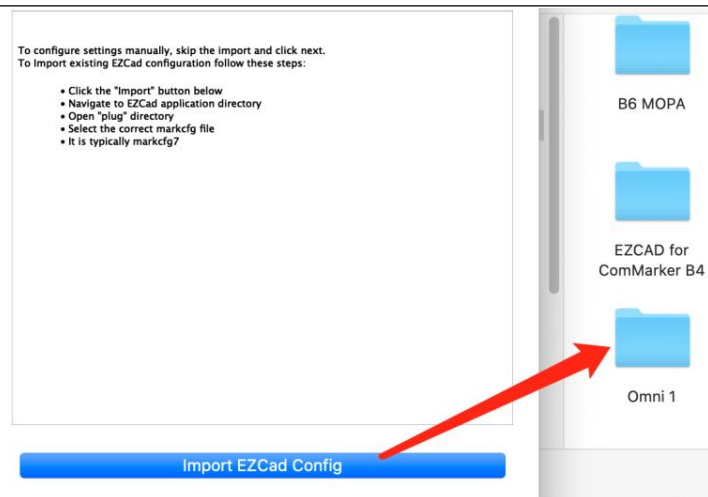 To configure settings manually, skip the import and click next.
To Import existing EZCad configuration follow these steps:
• Click the "Import" button below
• Navigate to EZCad application directory
• Open "plug" directory
• Select the correct markcfg file
• It is typically markcfg7
Import EZCad Config
B6 MOPA
EZCAD for
ComMarker B4
Omni 1